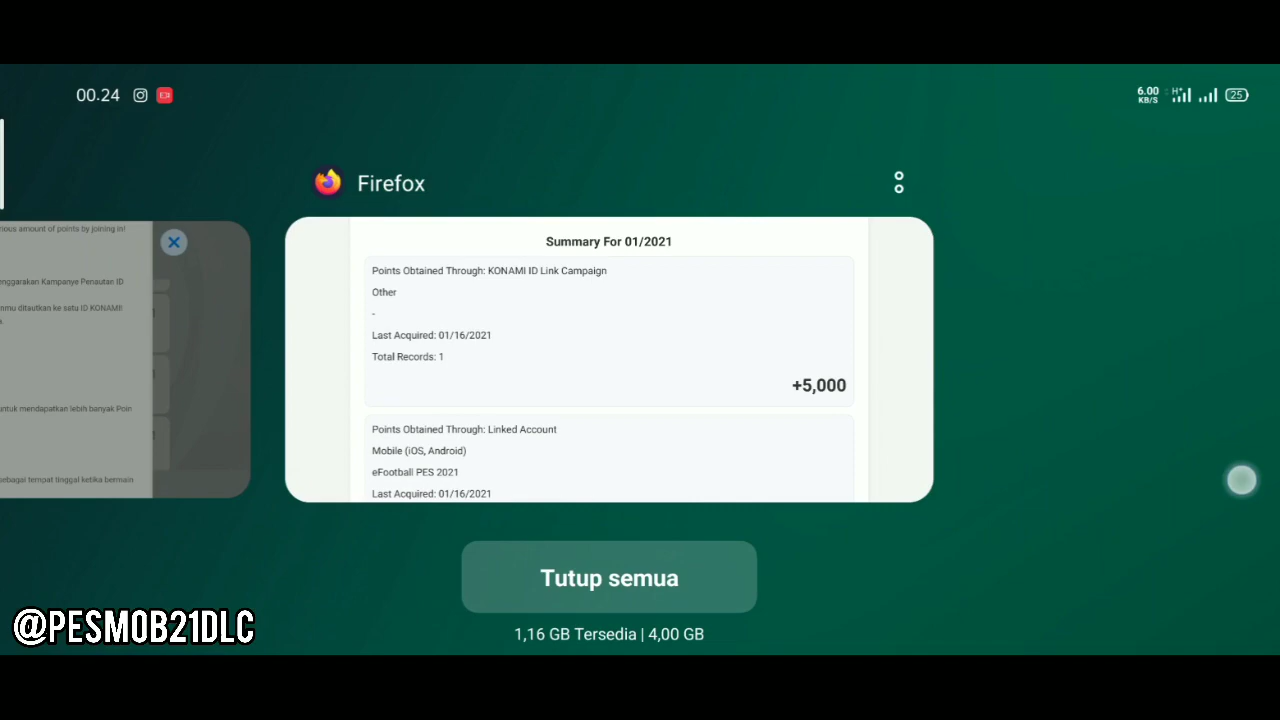 00.24
6.00
KB/S
H+
25
Firefox
rious amount of points by joining in!
enggarakan Kampanye Penautan ID
nmu ditautkan ke satu ID KONAMI!
untuk mendapatkan lebih banyak Poin
sebagai tempat tinggal ketika bermain
Summary For 01/2021
Points Obtained Through: KONAMI ID Link Campaign
Other
-
Last Acquired: 01/16/2021
Total Records: 1
+5,000
Points Obtained Through: Linked Account
Mobile (iOS, Android)
eFootball PES 2021
Last Acquired: 01/16/2021
Tutup semua
1,16 GB Tersedia | 4,00 GB
@PESMOB21DLC